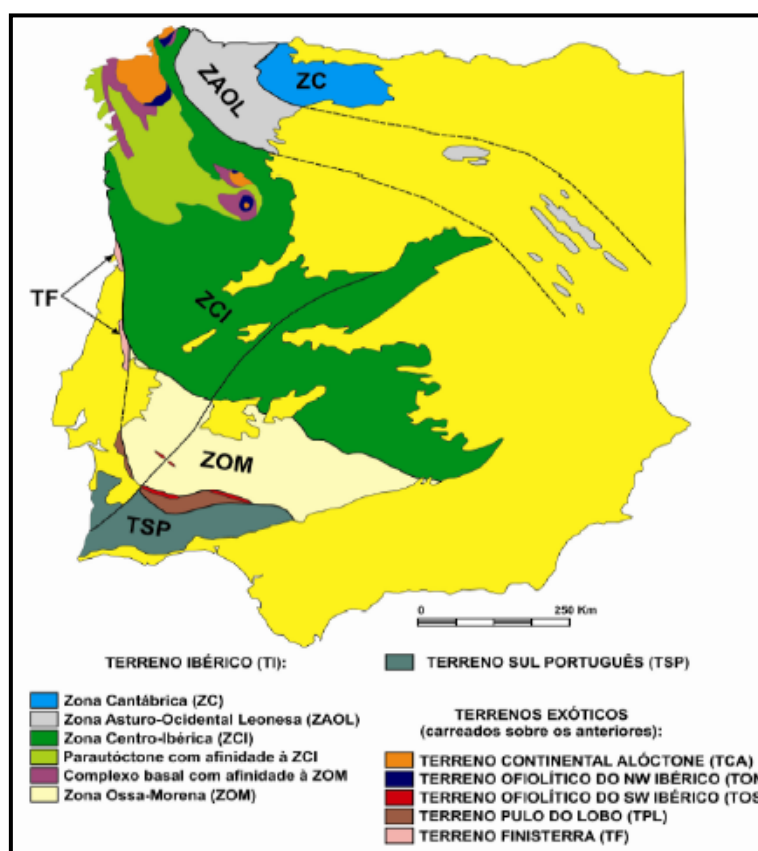 ZAOL
ZC
TF
ZCI
ZOM
TSP
0 250 Km
TERRENO IBÉRICO (TI):
Zona Cantábrica (ZC)
Zona Asturo-Ocidental Leonesa (ZAOL)
Zona Centro-Ibérica (ZCI)
Parautóctone com afinidade à ZCI
Complexo basal com afinidade à ZOM
Zona Ossa-Morena (ZOM)
TERRENO SUL PORTUGUÊS (TSP)
TERRENOS EXÓTICOS
(carreados sobre os anteriores):
TERRENO CONTINENTAL ALÓCTONE (TCA)
TERRENO OFIOLÍTICO DO NW IBÉRICO (TON
TERRENO OFIOLÍTICO DO SW IBÉRICO (TOS
TERRENO PULO DO LOBO (TPL)
TERRENO FINISTERRA (TF)